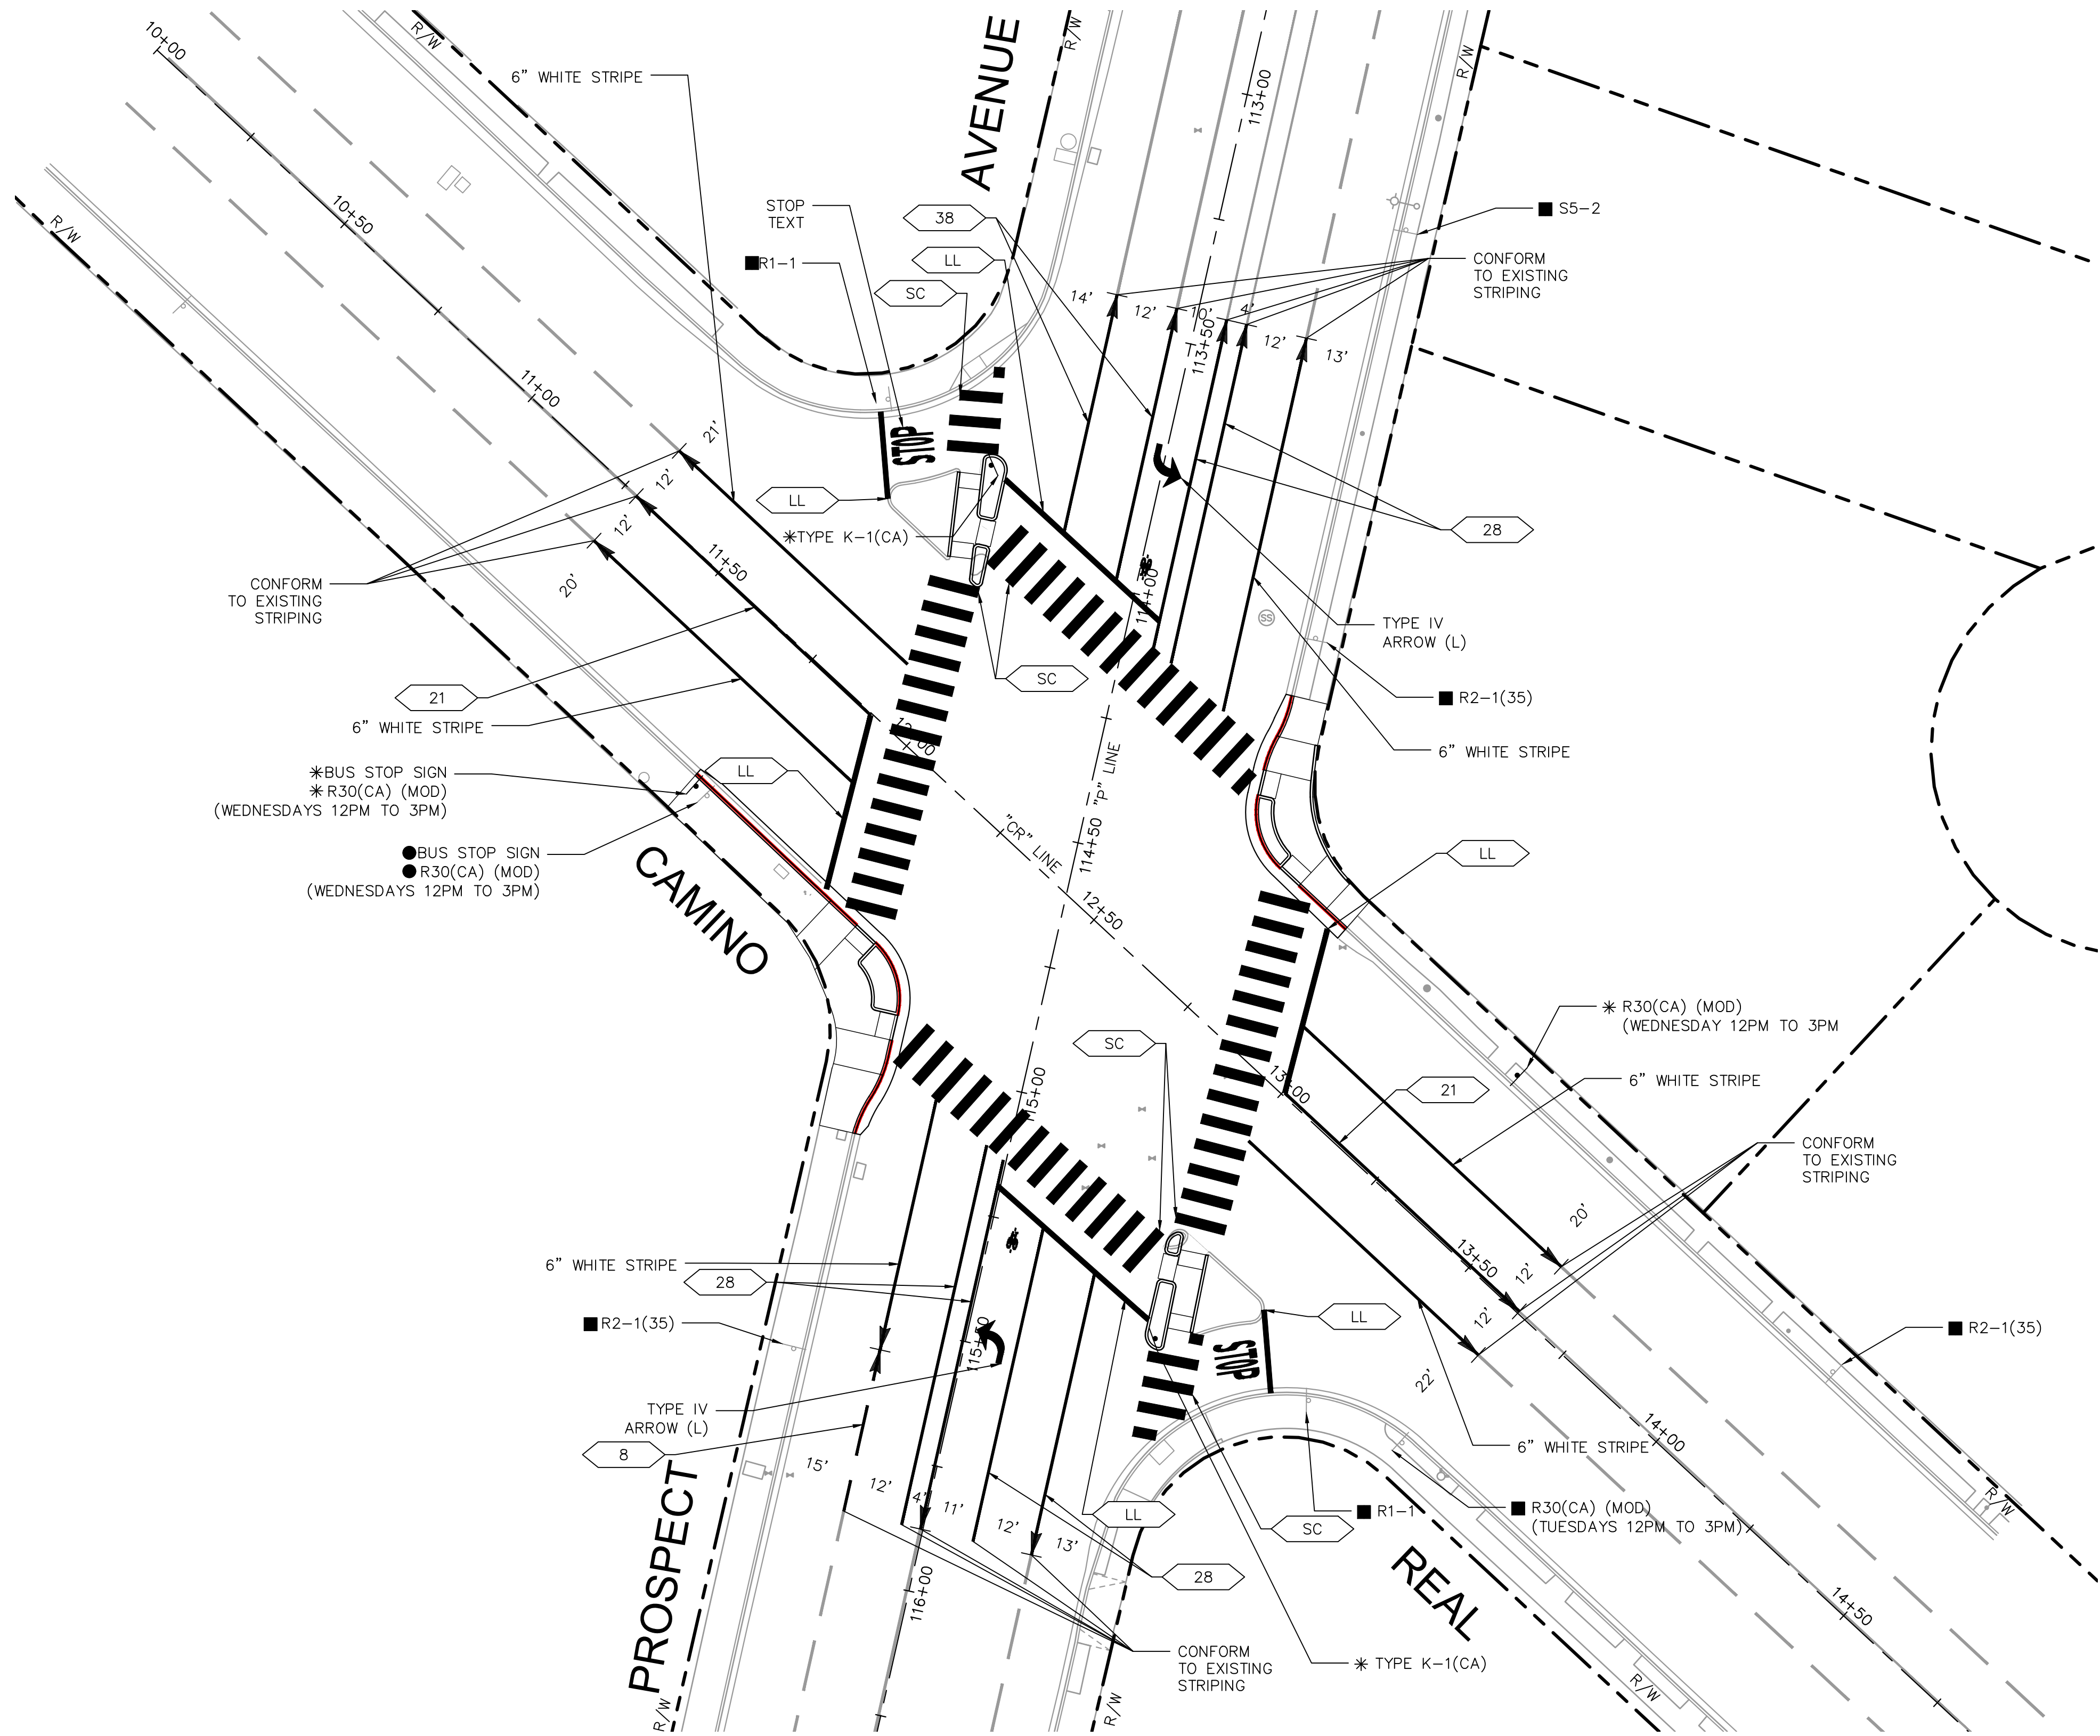 10+00
R/W
6" WHITE STRIPE
AVENUE
R/W
113+00
R/W
R/W
10+50
STOP
TEXT
38
■ S5-2
■R1-1
LL
CONFORM
TO EXISTING
STRIPING
SC
14'
12'
10'
4'
12'
13'
113+50
11+00
21'
12'
12'
STOP
LL
✳TYPE K-1(CA)
28
11+50
20'
CONFORM
TO EXISTING
STRIPING
114+00
SS
TYPE IV
ARROW (L)
SC
21
■ R2-1(35)
6" WHITE STRIPE
12+00
"P" LINE
6" WHITE STRIPE
✳BUS STOP SIGN
✳R30(CA) (MOD)
(WEDNESDAYS 12PM TO 3PM)
LL
"CR" LINE
114+50
LL
●BUS STOP SIGN
●R30(CA) (MOD)
(WEDNESDAYS 12PM TO 3PM)
CAMINO
12+50
✳ R30(CA) (MOD)
(WEDNESDAY 12PM TO 3PM
SC
115+00
13+00
21
6" WHITE STRIPE
CONFORM
TO EXISTING
STRIPING
20'
12'
12'
22'
13+50
6" WHITE STRIPE
28
■R2-1(35)
115+50
LL
STOP
■ R2-1(35)
TYPE IV
ARROW (L)
8
14+00
6" WHITE STRIPE
15'
12'
4'
11'
12'
13'
PROSPECT
LL
SC
■ R1-1
■ R30(CA) (MOD)
(TUESDAYS 12PM TO 3PM)
R/W
28
REAL
116+00
14+50
CONFORM
TO EXISTING
STRIPING
✳ TYPE K-1(CA)
R/W
R/W
R/W